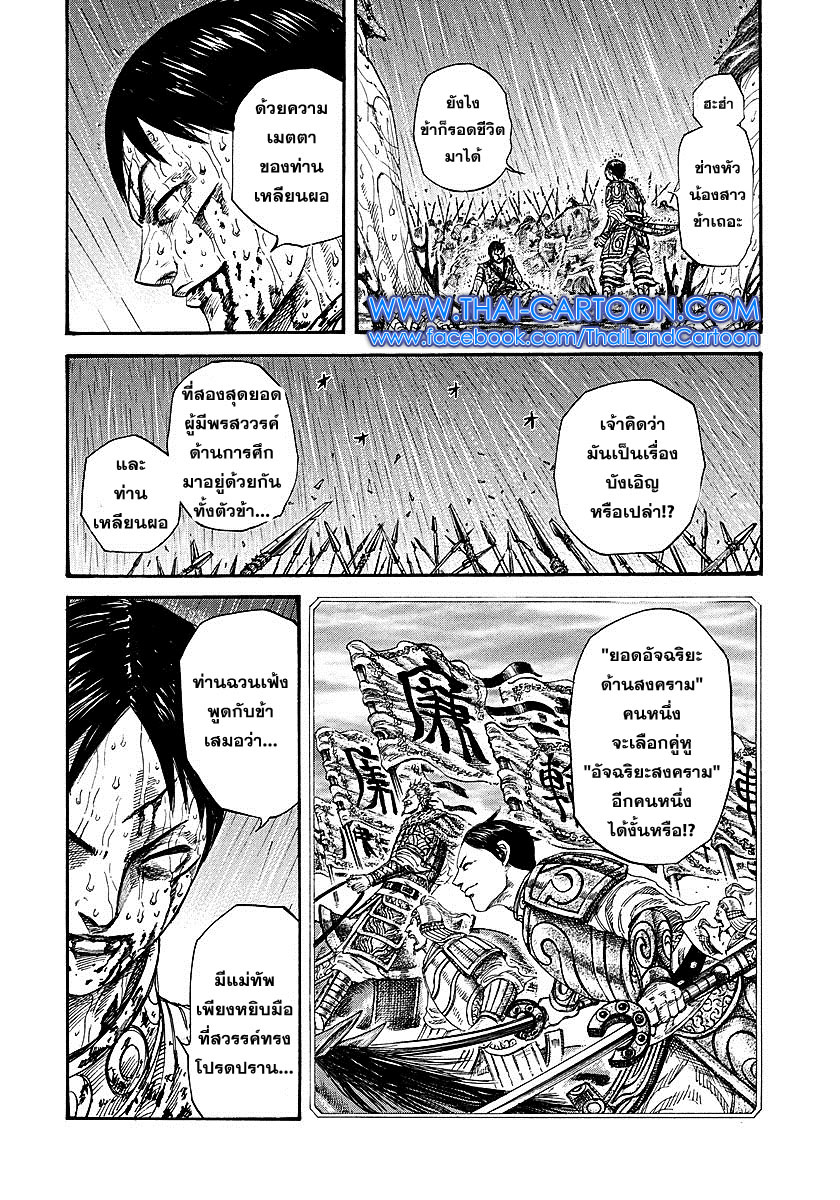 ฮะฮ่า
ช่างหัว
น้องสาว
ข้าเถอะ
ยังไง
ข้าก็รอดชีวิต
มาได้
ด้วยความ
เมตตา
ของท่าน
เหลียนผอ
WWW.THAI-CARTOON.COM
www.facebook.com/ThaiLandCartoon
เจ้าคิดว่า
มันเป็นเรื่อง
บังเอิญ
หรือเปล่า!?
ที่สองสุดยอด
ผู้มีพรสววรค์
ด้านการศึก
มาอยู่ด้วยกัน
ทั้งตัวข้า...
และ
ท่าน
เหลียนผอ
"ยอดอัจฉริยะ
ด้านสงคราม"
คนหนึ่ง
จะเลือกคู่หู
"อัจฉริยะสงคราม"
อีกคนหนึ่ง
ได้งั้นหรือ!?
廉
廉
ท่านฉวนเฟ้ง
พูดกับข้า
เสมอว่า...
มีแม่ทัพ
เพียงหยิบมือ
ที่สวรรค์ทรง
โปรดปราน...